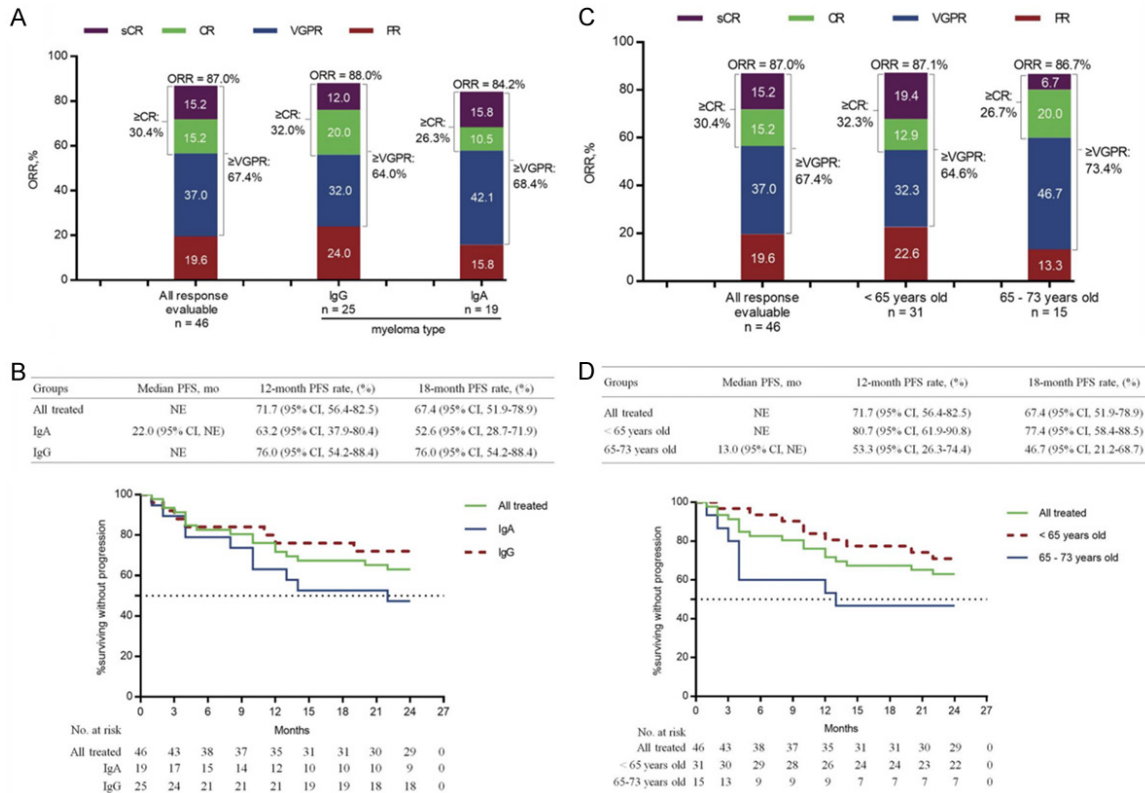 A
sCR CR VGPR PR
100
80
60
40
20
0
ORR,%
ORR = 87.0%
15.2
15.2
37.0
19.6
≥CR:
30.4%
≥VGPR:
67.4%
ORR = 88.0%
12.0
20.0
32.0
24.0
≥CR:
32.0%
≥VGPR:
64.0%
ORR = 84.2%
15.8
10.5
42.1
15.8
≥CR:
26.3%
≥VGPR:
68.4%
All response
evaluable
n = 46
IgG
n = 25
IgA
n = 19
myeloma type
C
sCR CR VGPR PR
100
80
60
40
20
0
ORR,%
ORR = 87.0%
15.2
15.2
37.0
19.6
≥CR:
30.4%
≥VGPR:
67.4%
ORR = 87.1%
19.4
12.9
32.3
22.6
≥CR:
32.3%
≥VGPR:
64.6%
ORR = 86.7%
6.7
20.0
46.7
13.3
≥CR:
26.7%
≥VGPR:
73.4%
All response
evaluable
n = 46
< 65 years old
n = 31
65 - 73 years old
n = 15
B
Groups Median PFS, mo 12-month PFS rate, (%) 18-month PFS rate, (%)
All treated NE 71.7 (95% CI, 56.4-82.5) 67.4 (95% CI, 51.9-78.9)
IgA 22.0 (95% CI, NE) 63.2 (95% CI, 37.9-80.4) 52.6 (95% CI, 28.7-71.9)
IgG NE 76.0 (95% CI, 54.2-88.4) 76.0 (95% CI, 54.2-88.4)
100
80
60
40
20
0
%surviving without progression
All treated
IgA
IgG
0 3 6 9 12 15 18 21 24 27
Months
No. at risk
All treated 46 43 38 37 35 31 31 30 29 0
IgA 19 17 15 14 12 10 10 10 9 0
IgG 25 24 21 21 21 19 19 18 18 0
D
Groups Median PFS, mo 12-month PFS rate, (%) 18-month PFS rate, (%)
All treated NE 71.7 (95% CI, 56.4-82.5) 67.4 (95% CI, 51.9-78.9)
< 65 years old NE 80.7 (95% CI, 61.9-90.8) 77.4 (95% CI, 58.4-88.5)
65-73 years old 13.0 (95% CI, NE) 53.3 (95% CI, 26.3-74.4) 46.7 (95% CI, 21.2-68.7)
100
80
60
40
20
0
%surviving without progression
All treated
< 65 years old
65 - 73 years old
0 3 6 9 12 15 18 21 24 27
Months
No. at risk
All treated 46 43 38 37 35 31 31 30 29 0
< 65 years old 31 30 29 28 26 24 24 23 22 0
65-73 years old 15 13 9 9 9 7 7 7 7 0